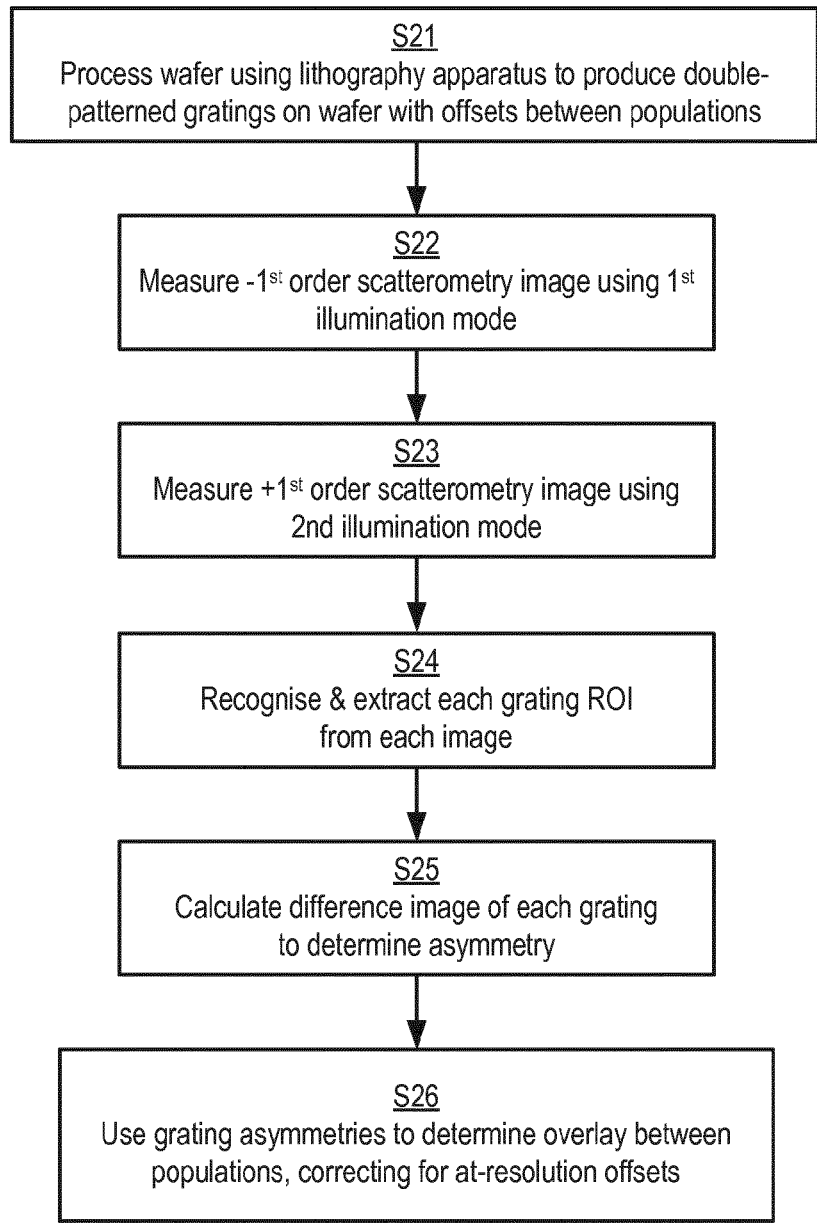 S21
Process wafer using lithography apparatus to produce double-
patterned gratings on wafer with offsets between populations
S22
Measure -1st order scatterometry image using 1st
illumination mode
S23
Measure +1st order scatterometry image using
2nd illumination mode
S24
Recognise & extract each grating ROI
from each image
S25
Calculate difference image of each grating
to determine asymmetry
S26
Use grating asymmetries to determine overlay between
populations, correcting for at-resolution offsets